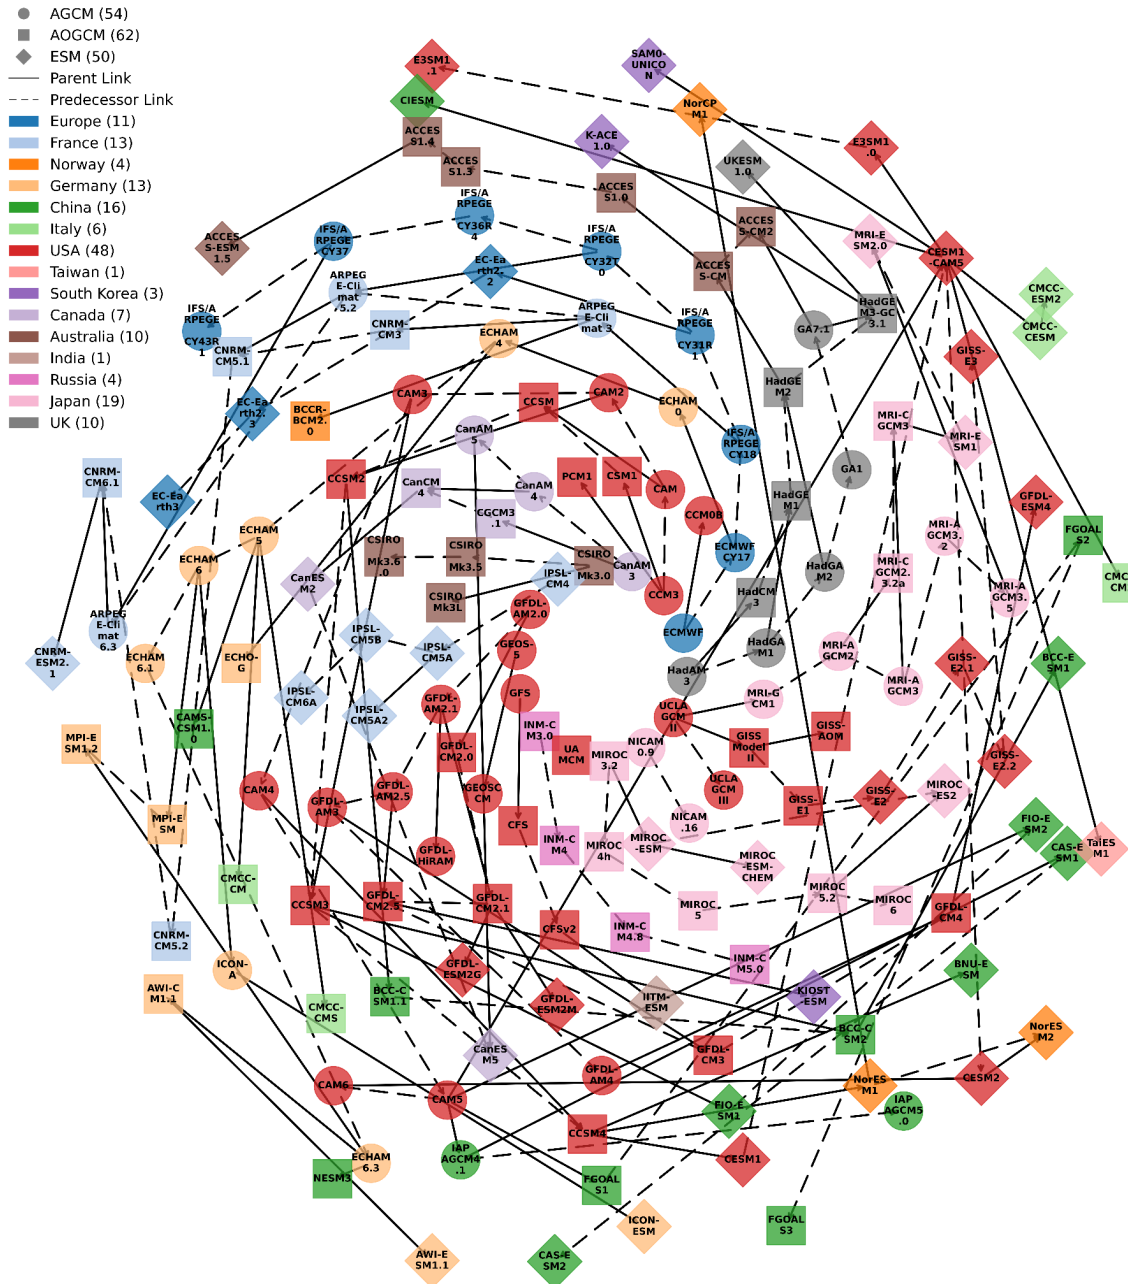 AGCM (54)
AOGCM (62)
ESM (50)
Parent Link
Predecessor Link
Europe (11)
France (13)
Norway (4)
Germany (13)
China (16)
Italy (6)
USA (48)
Taiwan (1)
South Korea (3)
Canada (7)
Australia (10)
India (1)
Russia (4)
Japan (19)
UK (10)
E3SM1
.1
SAM0-
UNICO
N
CIESM
NorCP
M1
ACCES
S1.4
K-ACE
1.0
E3SM1
.0
ACCES
S1.3
UKESM
1.0
ACCES
S1.0
IFS/A
RPEGE
CY36R
4
ACCES
S-CM2
ACCES
S-ESM
1.5
IFS/A
RPEGE
CY37
IFS/A
RPEGE
CY32T
0
MRI-E
SM2.0
CESM1
-CAM5
EC-Ea
rth2.
2
ACCES
S-CM
ARPEG
E-Cli
mat
5.2
CMCC-
ESM2
IFS/A
RPEGE
CY43R
1
CNRM-
CM3
ARPEG
E-Cli
mat 3
HadGE
M3-GC
3.1
ECHAM
4
IFS/A
RPEGE
CY31R
1
GA7.1
CMCC-
CESM
CNRM-
CM5.1
GISS-
E3
HadGE
M2
CAM3
CAM2
CCSM
ECHAM
0
EC-Ea
rth2.
3
BCCR-
BCM2.
0
MRI-C
GCM3
CanAM
5
IFS/A
RPEGE
CY18
MRI-E
SM1
CNRM-
CM6.1
CCSM2
PCM1
CSM1
GA1
CanCM
4
CanAM
4
CAM
EC-Ea
rth3
HadGE
M1
GFDL-
ESM4
CGCM3
.1
CCM0B
ECHAM
5
MRI-A
GCM3.
2
FGOAL
S2
CSIRO
Mk3.6
.0
CSIRO
Mk3.5
CSIRO
Mk3.0
ECMWF
CY17
ECHAM
6
IPSL-
CM4
CanAM
3
HadGA
M2
MRI-C
GCM2.
3.2a
CMC
CM
CanES
M2
CSIRO
Mk3L
CCM3
HadCM
3
MRI-A
GCM3.
5
GFDL-
AM2.0
ARPEG
E-Cli
mat
6.3
IPSL-
CM5B
ECMWF
HadGA
M1
GEOS-
5
MRI-A
GCM2
CNRM-
ESM2.
1
ECHAM
6.1
ECHO-
G
IPSL-
CM5A
HadAM
3
GISS-
E2.1
BCC-E
SM1
IPSL-
CM6A
GFS
MRI-G
CM1
MRI-A
GCM3
GFDL-
AM2.1
IPSL-
CM5A2
UCLA
GCM
II
CAMS-
CSM1.
0
INM-C
M3.0
MPI-E
SM1.2
GFDL-
CM2.0
UA
MCM
NICAM
0.9
GISS
Model
II
GISS-
AOM
MIROC
3.2
GISS-
E2.2
CAM4
GFDL-
AM2.5
GEOSC
CM
UCLA
GCM
III
GISS-
E2
MIROC
-ES2
GFDL-
AM3
GISS-
E1
MPI-E
SM
CFS
NICAM
.16
FIO-E
SM2
GFDL-
HiRAM
INM-C
M4
MIROC
4h
MIROC
-ESM
CAS-E
SM1
TaiES
M1
CMCC-
CM
MIROC
-ESM-
CHEM
CCSM3
GFDL-
CM2.5
GFDL-
CM2.1
MIROC
5
MIROC
5.2
MIROC
6
GFDL-
CM4
CNRM-
CM5.2
CFSv2
INM-C
M4.8
ICON-
A
GFDL-
ESM2G
INM-C
M5.0
BNU-E
SM
AWI-C
M1.1
BCC-C
SM1.1
GFDL-
ESM2M
IITM-
ESM
KIOST
-ESM
CMCC-
CMS
BCC-C
SM2
NorES
M2
CanES
M5
GFDL-
CM3
CAM6
GFDL-
AM4
CESM2
CAM5
NorES
M1
FIO-E
SM1
IAP
AGCM5
.0
CCSM4
ECHAM
6.3
IAP
AGCM4
.1
CESM1
NESM3
FGOAL
S1
ICON-
ESM
FGOAL
S3
AWI-E
SM1.1
CAS-E
SM2